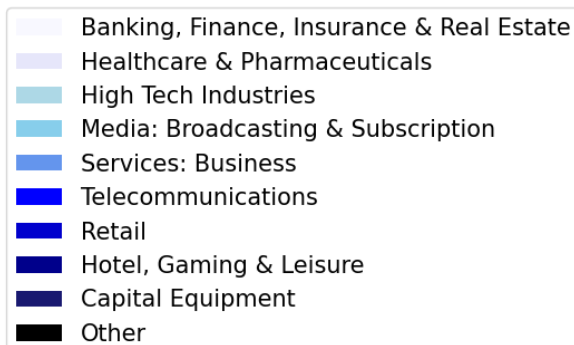 Banking, Finance, Insurance & Real Estate
Healthcare & Pharmaceuticals
High Tech Industries
Media: Broadcasting & Subscription
Services: Business
Telecommunications
Retail
Hotel, Gaming & Leisure
Capital Equipment
Other